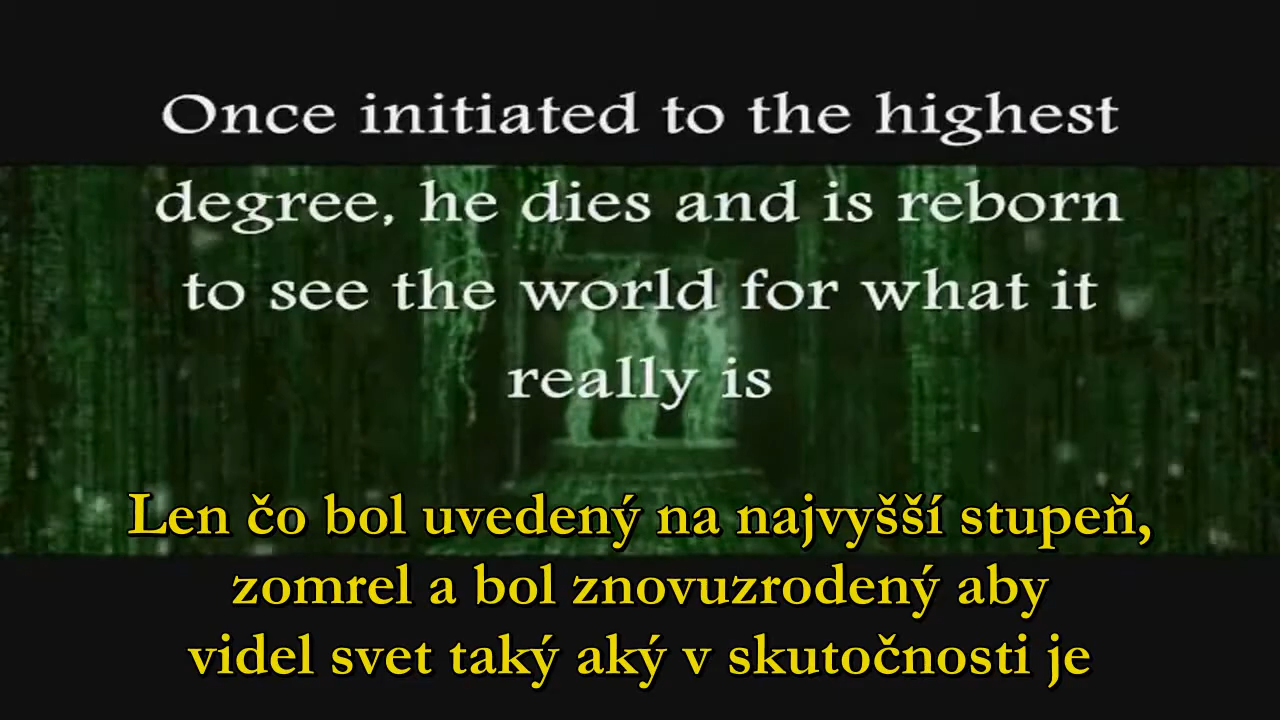 Once initiated to the highest
degree, he dies and is reborn
to see the world for what it
really is
Len čo bol uvedený na najvyšší stupeň,
zomrel a bol znovuzrodený aby
videl svet taký aký v skutočnosti je